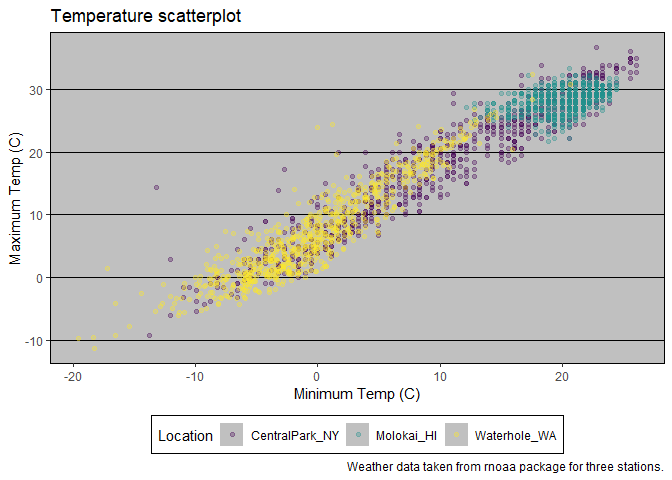 Temperature scatterplot
Maximum Temp (C)
30
20
10
0
-10
-20
-10
0
10
20
Minimum Temp (C)
Location CentralPark_NY Molokai_HI Waterhole_WA
Weather data taken from rnoaa package for three stations.